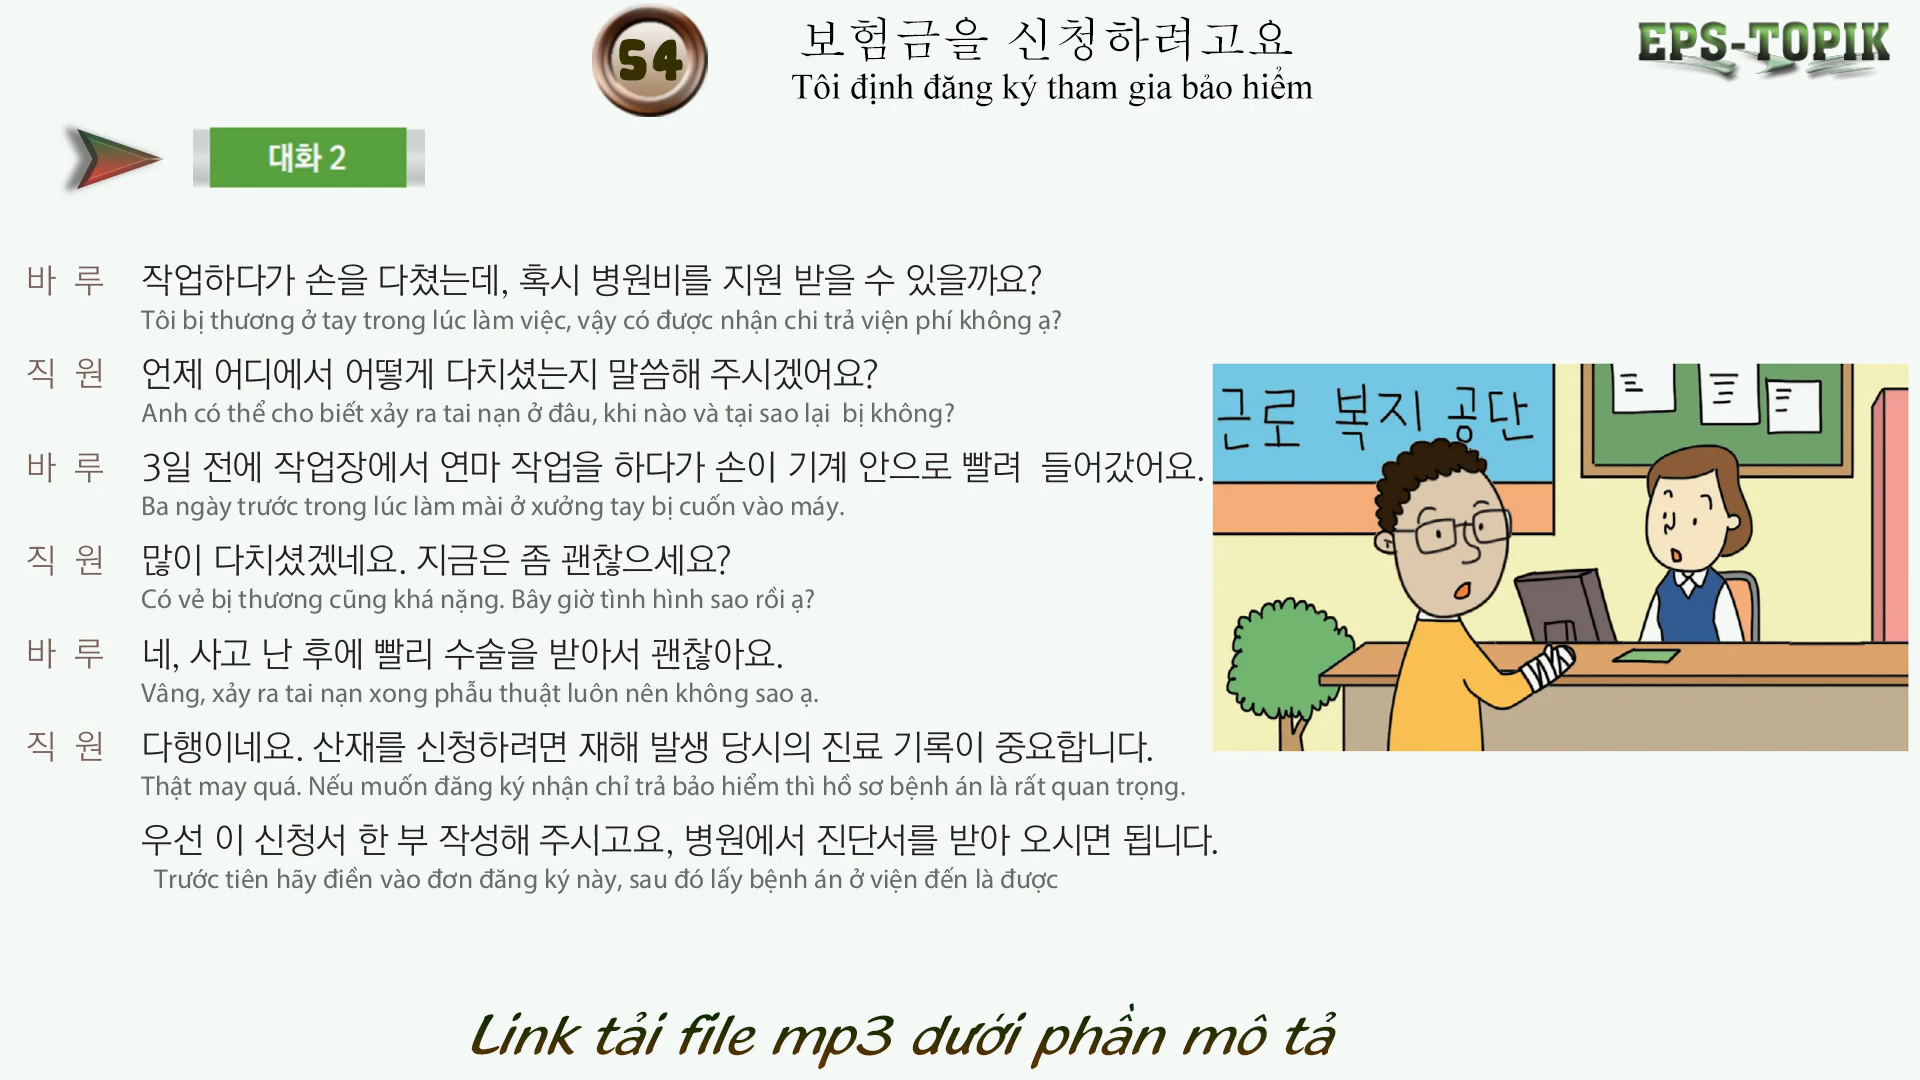 54
보험금을 신청하려고요
Tôi định đăng ký tham gia bảo hiểm
EPS-TOPIK
대화 2
바 루 작업하다가 손을 다쳤는데, 혹시 병원비를 지원 받을 수 있을까요?
Tôi bị thương ở tay trong lúc làm việc, vậy có được nhận chi trả viện phí không ạ?
직 원 언제 어디에서 어떻게 다치셨는지 말씀해 주시겠어요?
Anh có thể cho biết xảy ra tai nạn ở đâu, khi nào và tại sao lại bị không?
바 루 3일 전에 작업장에서 연마 작업을 하다가 손이 기계 안으로 빨려 들어갔어요.
Ba ngày trước trong lúc làm mài ở xưởng tay bị cuốn vào máy.
직 원 많이 다치셨겠네요. 지금은 좀 괜찮으세요?
Có vẻ bị thương cũng khá nặng. Bây giờ tình hình sao rồi ạ?
바 루 네, 사고 난 후에 빨리 수술을 받아서 괜찮아요.
Vâng, xảy ra tai nạn xong phẫu thuật luôn nên không sao ạ.
직 원 다행이네요. 산재를 신청하려면 재해 발생 당시의 진료 기록이 중요합니다.
Thật may quá. Nếu muốn đăng ký nhận chỉ trả bảo hiểm thì hồ sơ bệnh án là rất quan trọng.
우선 이 신청서 한 부 작성해 주시고요, 병원에서 진단서를 받아 오시면 됩니다.
Trước tiên hãy điền vào đơn đăng ký này, sau đó lấy bệnh án ở viện đến là được
근로 복지 공단
Link tải file mp3 dưới phần mô tả